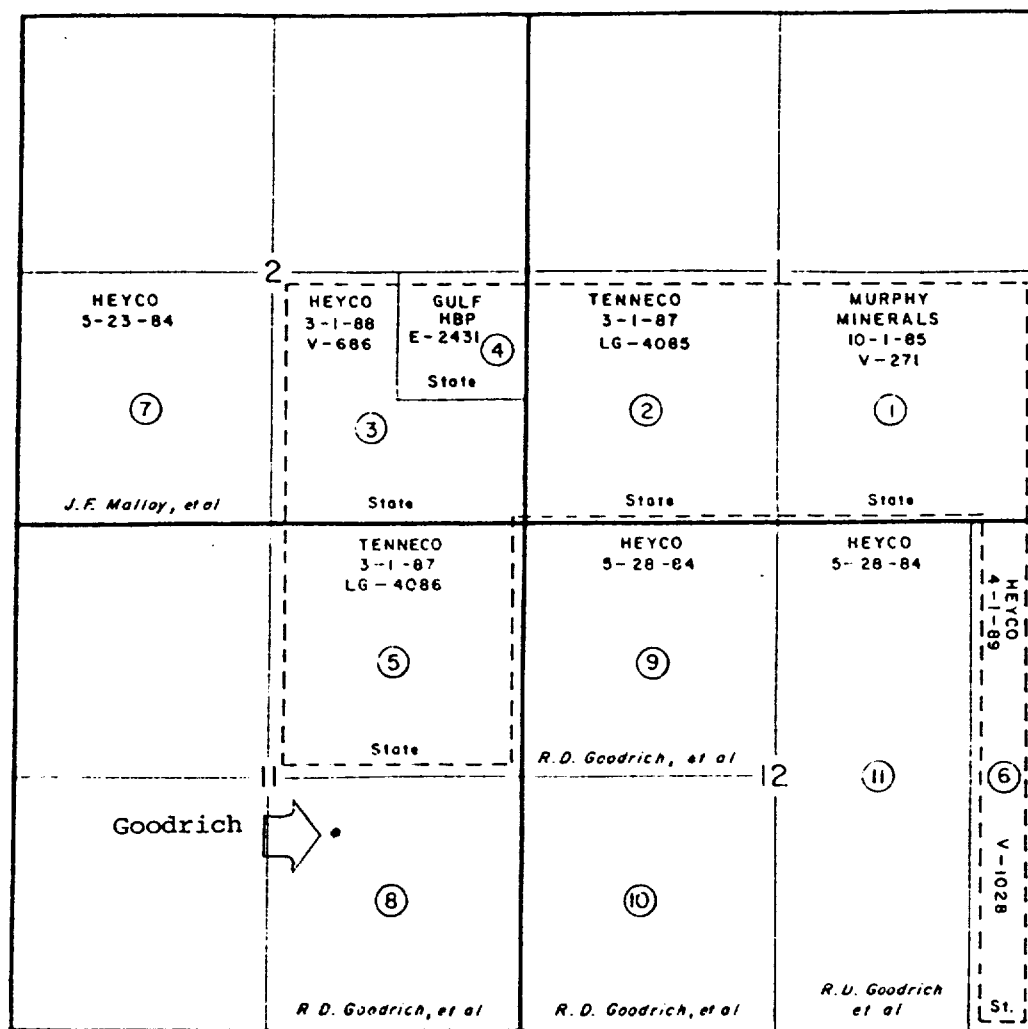 2
1
HEYCO
5-23-84
7
J.F. Malloy, et al
HEYCO
3-1-88
V-686
3
State
GULF
HBP
E-2431
4
State
TENNECO
3-1-87
LG-4085
2
State
MURPHY
MINERALS
10-1-85
V-271
1
State
TENNECO
3-1-87
LG-4086
5
State
HEYCO
5-28-84
9
R.D. Goodrich, et al
HEYCO
5-28-84
11
R.U. Goodrich
et al
HEYCO
4-1-89
6
V-1028
St.
11
12
Goodrich
8
R D. Goodrich, et al
10
R.D. Goodrich, et al